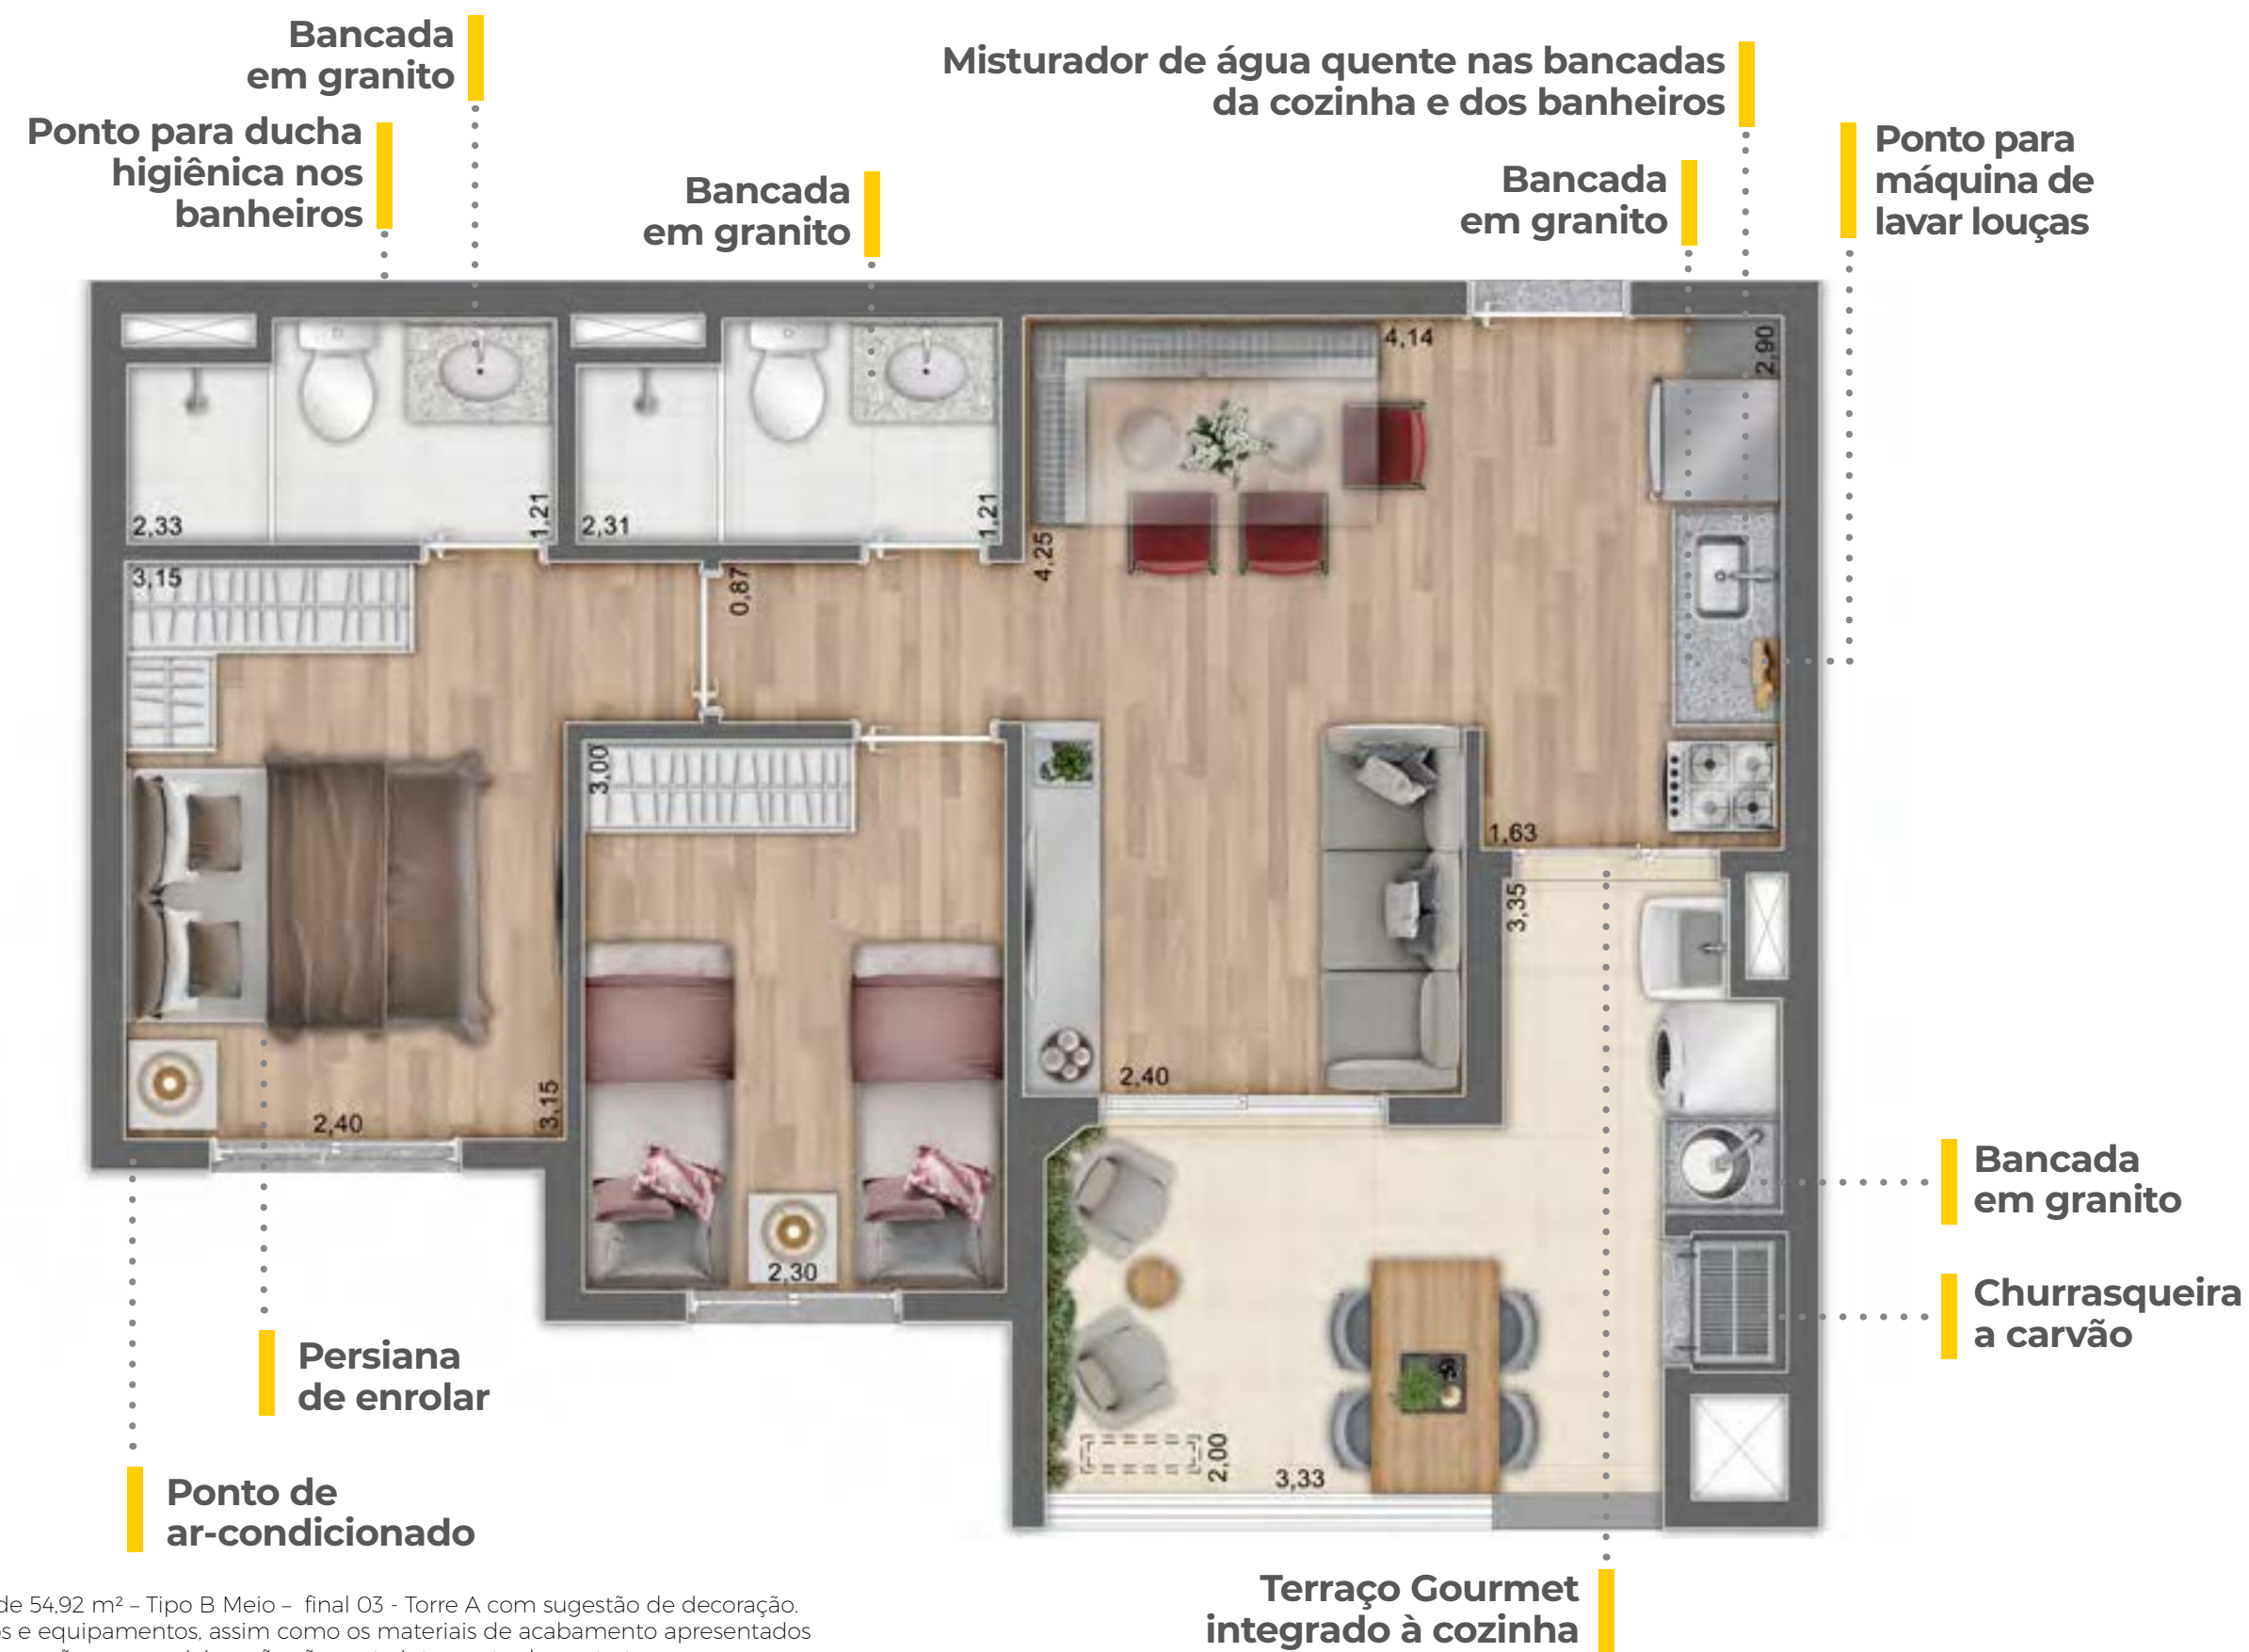 Bancada
em granito
Misturador de água quente nas bancadas
da cozinha e dos banheiros
Ponto para ducha
higiênica nos
banheiros
Ponto para
máquina de
lavar louças
Bancada
em granito
Bancada
em granito
4,14
2,90
2,33
1,21
2,31
1,21
4,25
3,15
0,87
3,00
1,63
3,35
2,40
3,15
2,40
2,30
Bancada
em granito
Churrasqueira
a carvão
Persiana
de enrolar
2,00
3,33
Ponto de
ar-condicionado
Terraço Gourmet
integrado à cozinha
de 54,92 m² – Tipo B Meio – final 03 - Torre A com sugestão de decoração.
e equipamentos, assim como os materiais de acabamento apresentados